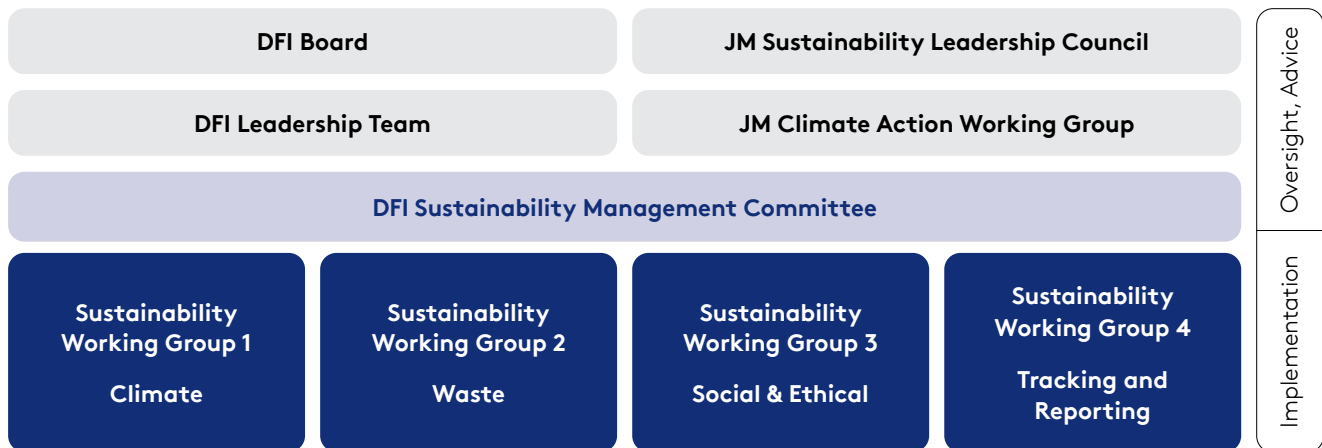 DFI Board
JM Sustainability Leadership Council
DFI Leadership Team
JM Climate Action Working Group
DFI Sustainability Management Committee
Sustainability
Working Group 1
Climate
Sustainability
Working Group 2
Waste
Sustainability
Working Group 3
Social & Ethical
Sustainability
Working Group 4
Tracking and
Reporting
Oversight, Advice
Implementation